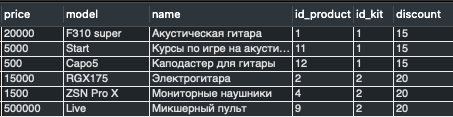 price model name id_product id_kit discount
20000 F310 super Акустическая гитара 1 1 15
5000 Start Курсы по игре на акусти... 11 1 15
500 Capo5 Каподастер для гитары 12 1 15
15000 RGX175 Электрогитара 2 2 20
1500 ZSN Pro X Мониторные наушники 4 2 20
500000 Live Микшерный пульт 9 2 20